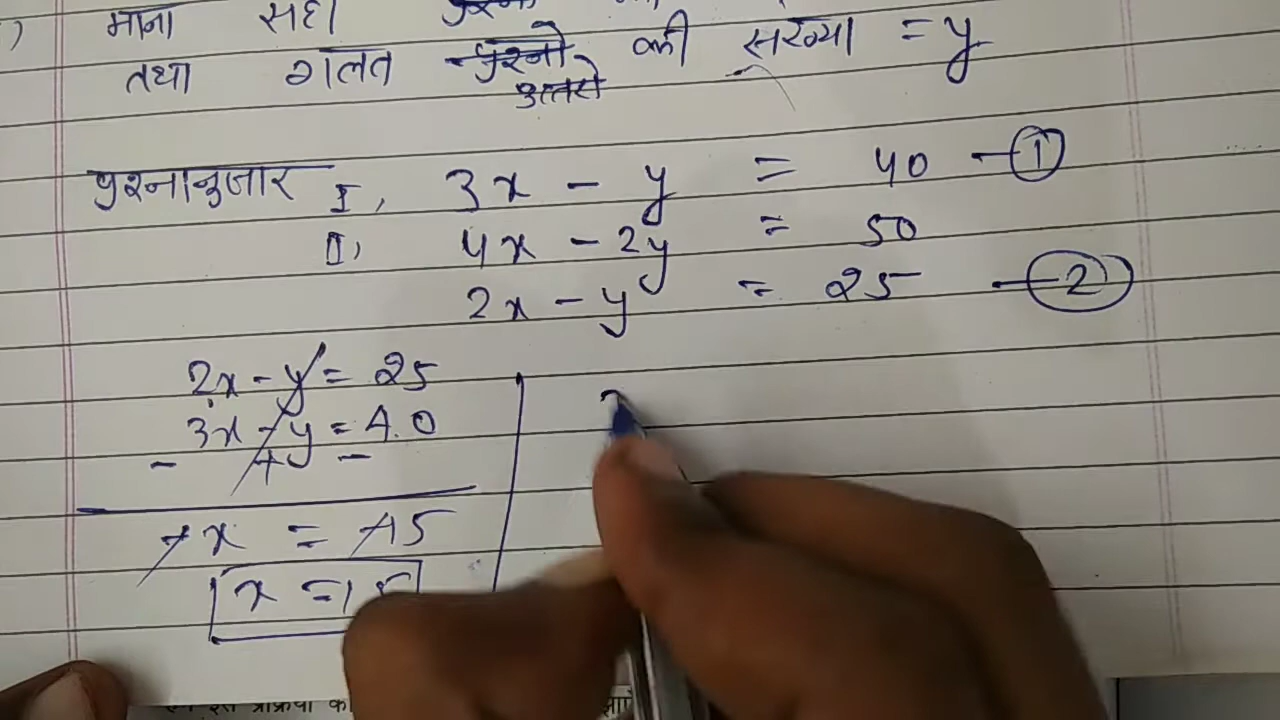 माना सही
तथा गलत प्रश्नो की संख्या = y
उत्तरो
प्रश्नानुसार I, 3x - y = 40 - ①
II, 4x - 2y = 50
2x - y = 25 - ②
2x - y = 25
3x - y = 40
- + y -
-x = -15
x = 15